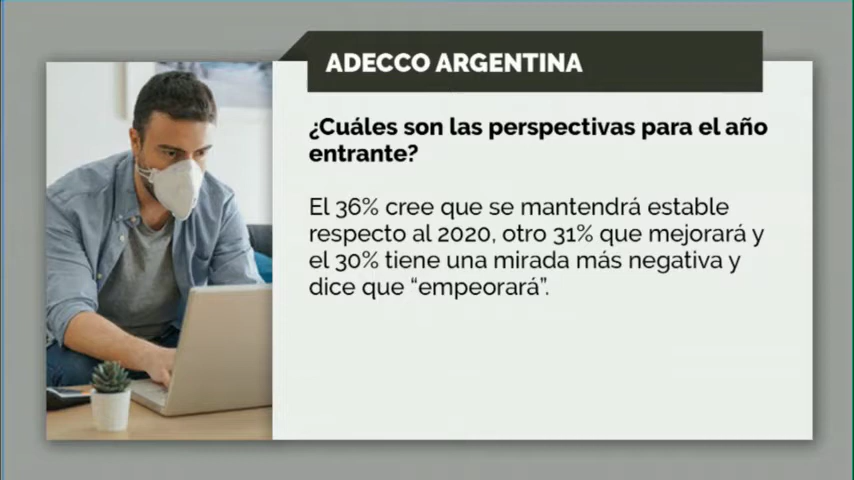 ADECCO ARGENTINA
¿Cuáles son las perspectivas para el año
entrante?
El 36% cree que se mantendrá estable
respecto al 2020, otro 31% que mejorará y
el 30% tiene una mirada más negativa y
dice que “empeorará”.